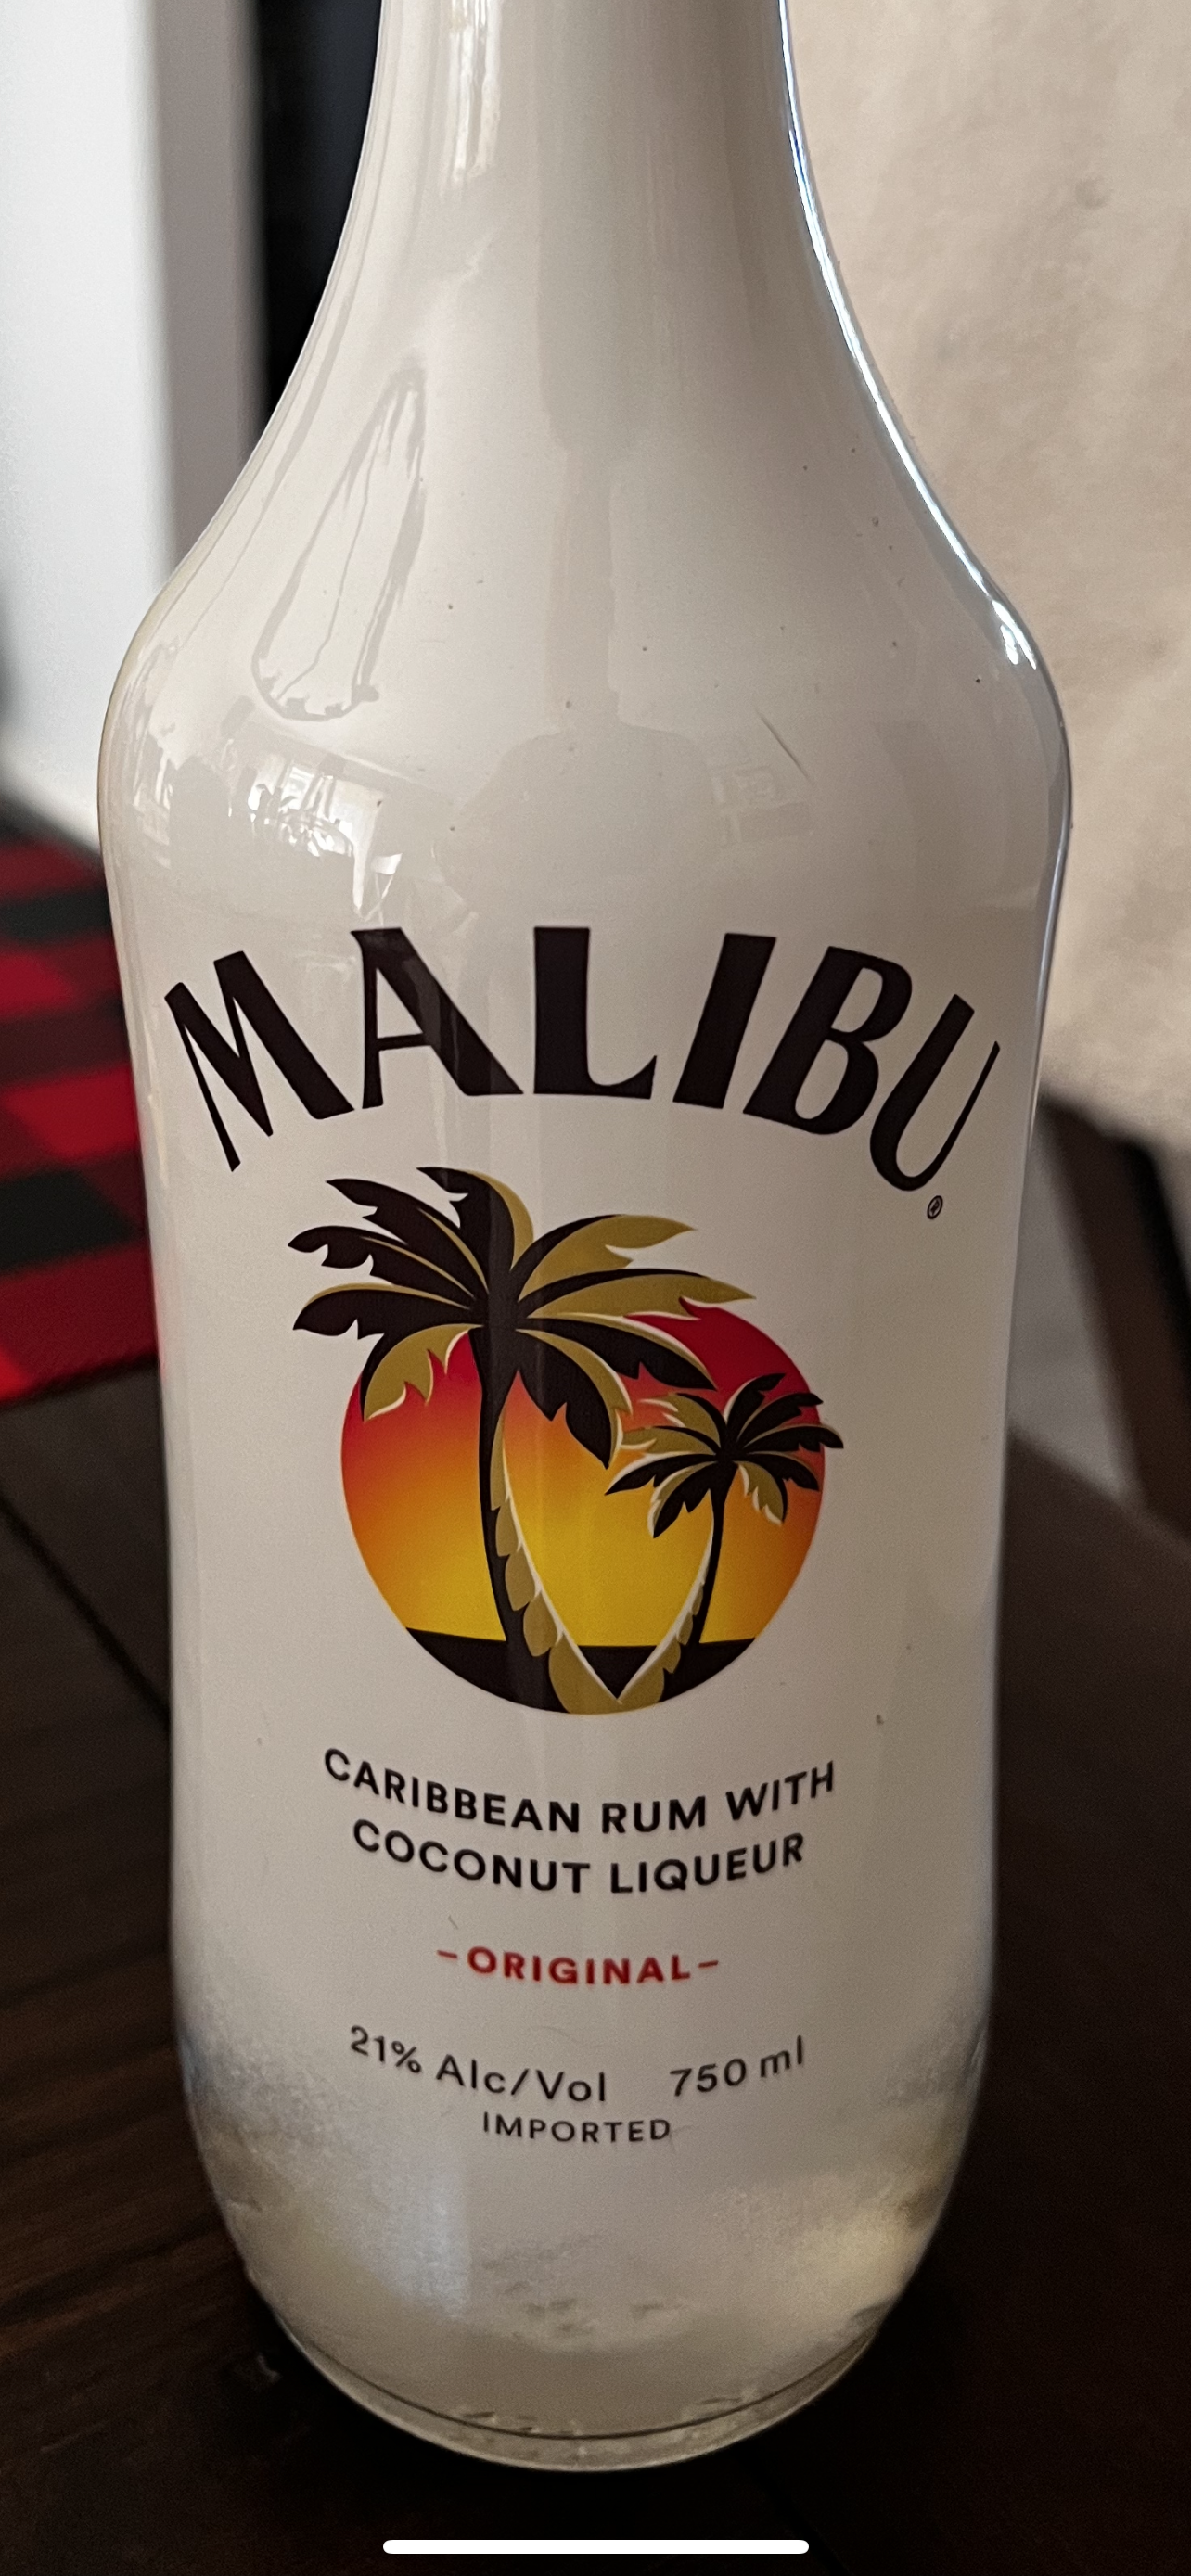 MALIBU®
CARIBBEAN RUM WITH
COCONUT LIQUEUR
-ORIGINAL-
21% Alc/Vol 750 ml
IMPORTED